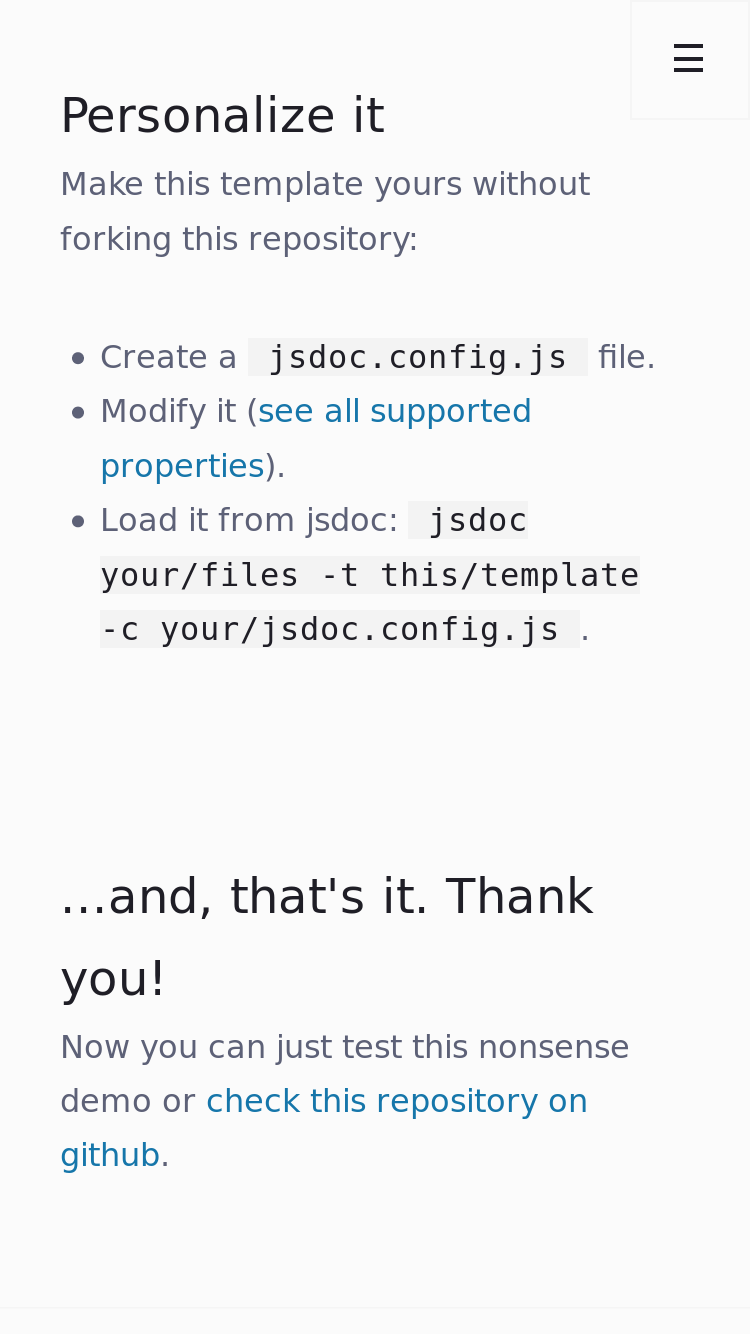 Personalize it
Make this template yours without
forking this repository:
Create a jsdoc.config.js file.
Modify it (see all supported
properties).
Load it from jsdoc: jsdoc
your/files -t this/template
-c your/jsdoc.config.js .
…and, that's it. Thank
you!
Now you can just test this nonsense
demo or check this repository on
github.